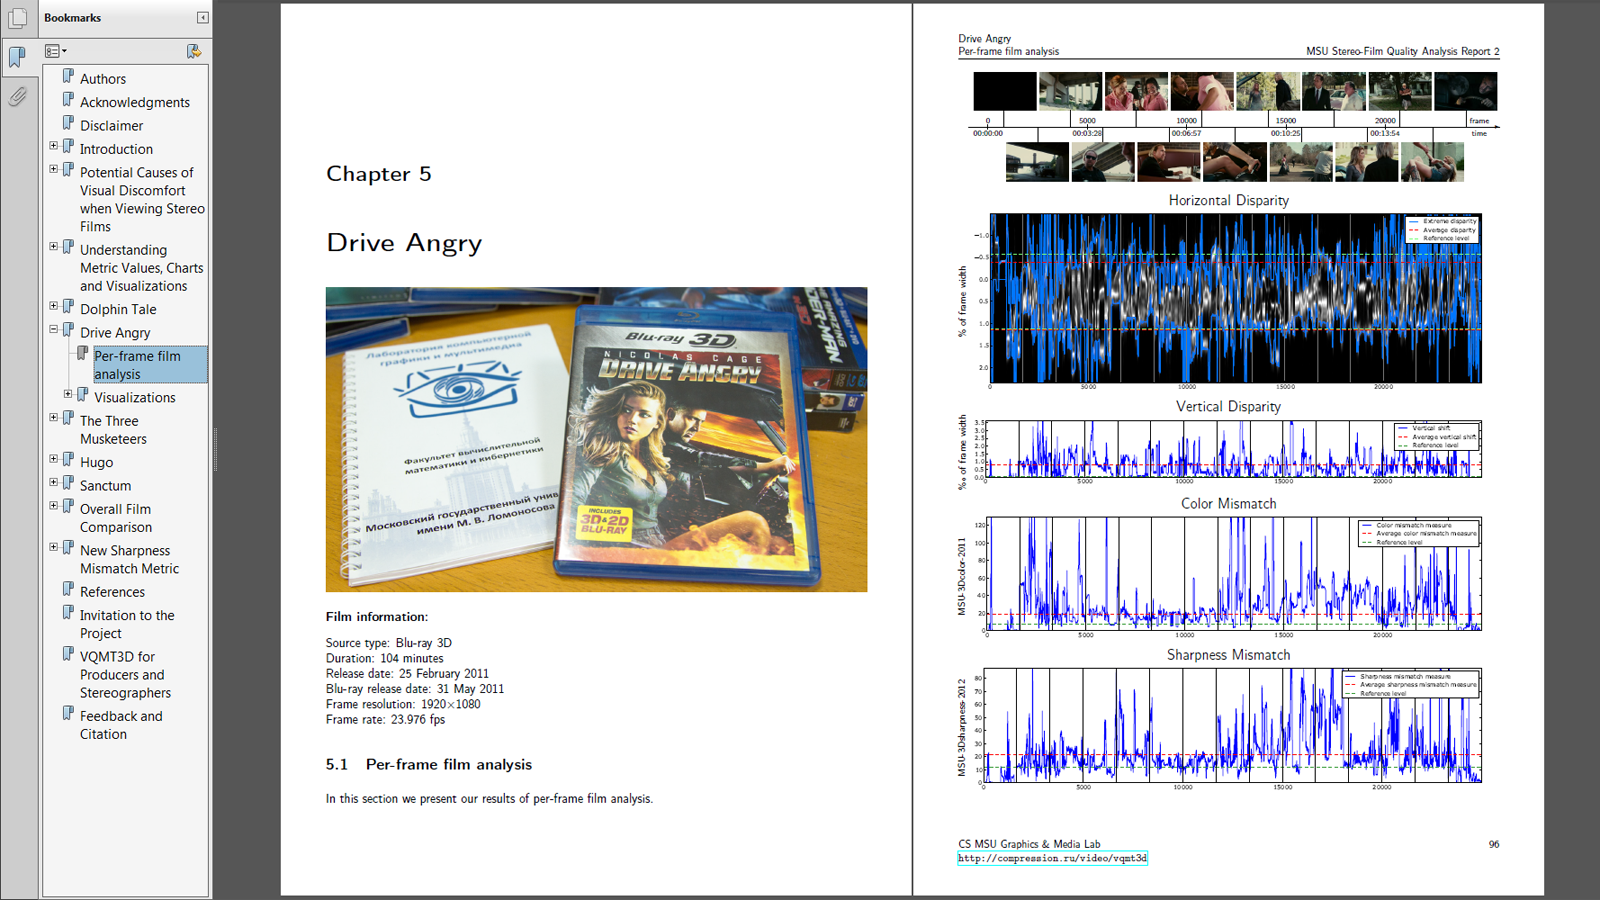 Bookmarks
Authors
Acknowledgments
Disclaimer
Introduction
Potential Causes of
Visual Discomfort
when Viewing Stereo
Films
Understanding
Metric Values, Charts
and Visualizations
Dolphin Tale
Drive Angry
Per-frame film
analysis
Visualizations
The Three
Musketeers
Hugo
Sanctum
Overall Film
Comparison
New Sharpness
Mismatch Metric
References
Invitation to the
Project
VQMT3D for
Producers and
Stereographers
Feedback and
Citation
Chapter 5
Drive Angry
Лаборатория компьютерной
графики и мультимедиа
Факультет вычислительной
математики и кибернетики
Московский государственный унив
имени М. В. Ломоносова
Blu-ray 3D
NICOLAS CAGE
DRIVE ANGRY
INCLUDES
3D & 2D
BLU-RAY
Film information:
Source type: Blu-ray 3D
Duration: 104 minutes
Release date: 25 February 2011
Blu-ray release date: 31 May 2011
Frame resolution: 1920×1080
Frame rate: 23.976 fps
5.1 Per-frame film analysis
In this section we present our results of per-frame film analysis.
Drive Angry
Per-frame film analysis
MSU Stereo-Film Quality Analysis Report 2
0 5000 10000 15000 20000 frame
00:00:00 00:03:28 00:06:57 00:10:25 00:13:54 time
Horizontal Disparity
% of frame width
−1.0
−0.5
0.0
0.5
1.0
1.5
2.0
Extreme disparity
Average disparity
Reference level
0 5000 10000 15000 20000
Vertical Disparity
‰ of frame width
3.5
3.0
2.5
2.0
1.5
1.0
0.5
0.0
Vertical shift
Average vertical shift
Reference level
0 5000 10000 15000 20000
Color Mismatch
MSU-3Dcolor-2011
120
100
80
60
40
20
0
Color mismatch measure
Average color mismatch measure
Reference level
0 5000 10000 15000 20000
Sharpness Mismatch
MSU-3Dsharpness-2012
80
70
60
50
40
30
20
10
0
Sharpness mismatch measure
Average sharpness mismatch measure
Reference level
0 5000 10000 15000 20000
CS MSU Graphics & Media Lab
http://compression.ru/video/vqmt3d
96